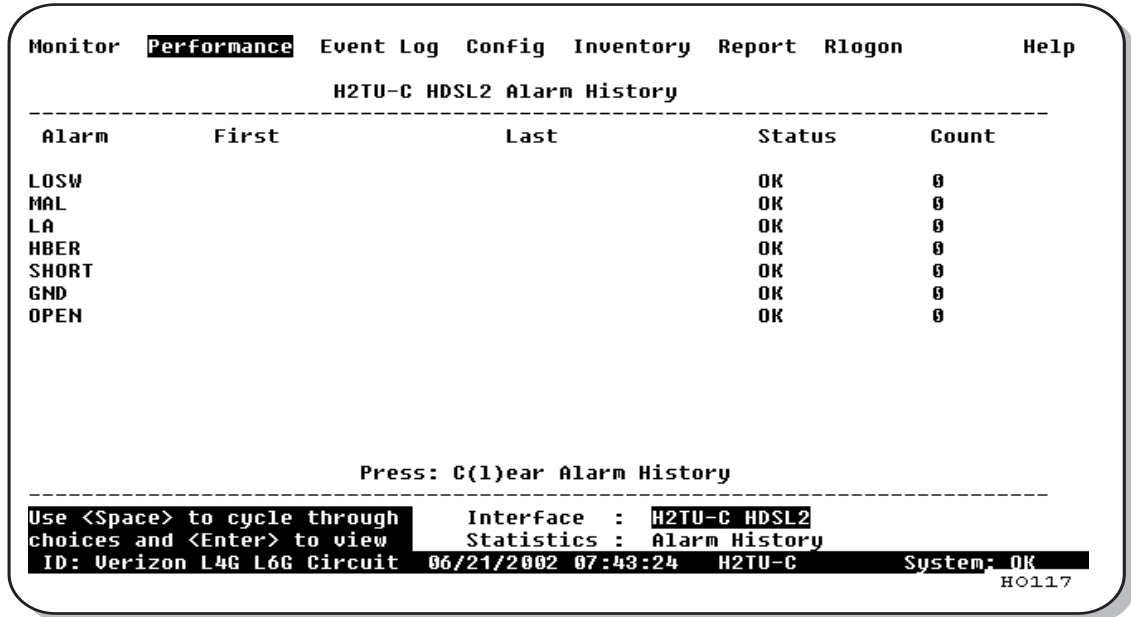 Monitor Performance Event Log Config Inventory Report Rlogon Help
H2TU-C HDSL2 Alarm History
Alarm First Last Status Count
LOSW OK 0
MAL OK 0
LA OK 0
HBER OK 0
SHORT OK 0
GND OK 0
OPEN OK 0
Press: C(l)ear Alarm History
Use <Space> to cycle through Interface : H2TU-C HDSL2
choices and <Enter> to view Statistics : Alarm History
ID: Verizon L4G L6G Circuit 06/21/2002 07:43:24 H2TU-C System: OK
HO117